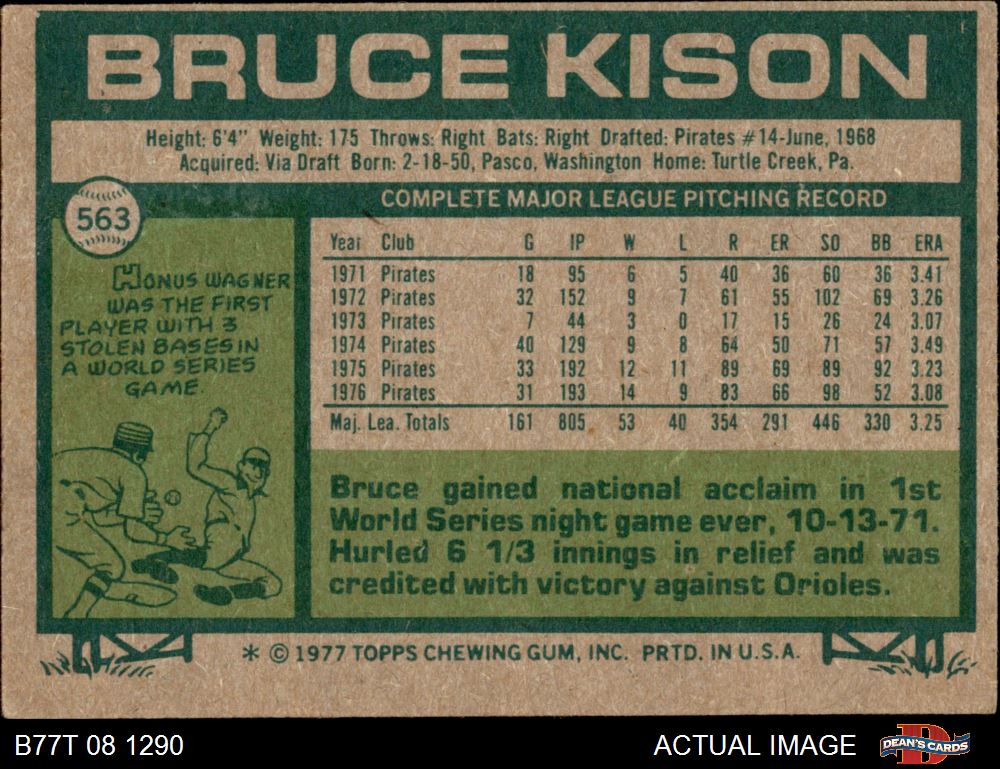 BRUCE KISON
Height: 6'4" Weight: 175 Throws: Right Bats: Right Drafted: Pirates #14-June, 1968
Acquired: Via Draft Born: 2-18-50, Pasco, Washington Home: Turtle Creek, Pa.
563
COMPLETE MAJOR LEAGUE PITCHING RECORD
Year Club G IP W L R ER SO BB ERA
1971 Pirates 18 95 6 5 40 36 60 36 3.41
1972 Pirates 32 152 9 7 61 55 102 69 3.26
1973 Pirates 7 44 3 0 17 15 26 24 3.07
1974 Pirates 40 129 9 8 64 50 71 57 3.49
1975 Pirates 33 192 12 11 89 69 89 92 3.23
1976 Pirates 31 193 14 9 83 66 98 52 3.08
Maj. Lea. Totals 161 805 53 40 354 291 446 330 3.25
HONUS WAGNER
WAS THE FIRST
PLAYER WITH 3
STOLEN BASES IN
A WORLD SERIES
GAME.
Bruce gained national acclaim in 1st
World Series night game ever, 10-13-71.
Hurled 6 1/3 innings in relief and was
credited with victory against Orioles.
* © 1977 TOPPS CHEWING GUM, INC. PRTD. IN U.S.A.
B77T 08 1290 ACTUAL IMAGE DEAN'S CARDS